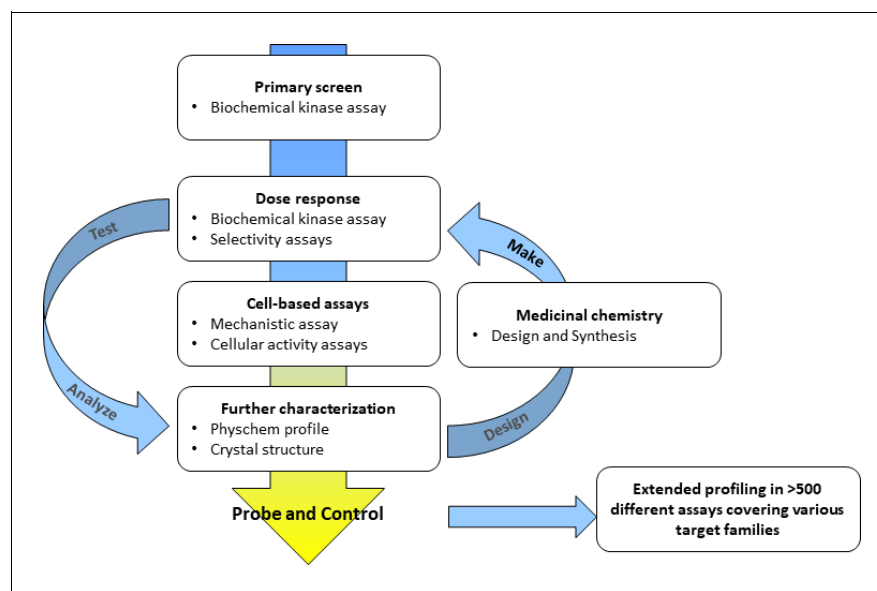 Primary screen
• Biochemical kinase assay
Dose response
• Biochemical kinase assay
• Selectivity assays
Test
Make
Cell-based assays
• Mechanistic assay
• Cellular activity assays
Medicinal chemistry
• Design and Synthesis
Analyze
Further characterization
• Physchem profile
• Crystal structure
Design
Probe and Control
Extended profiling in >500
different assays covering various
target families